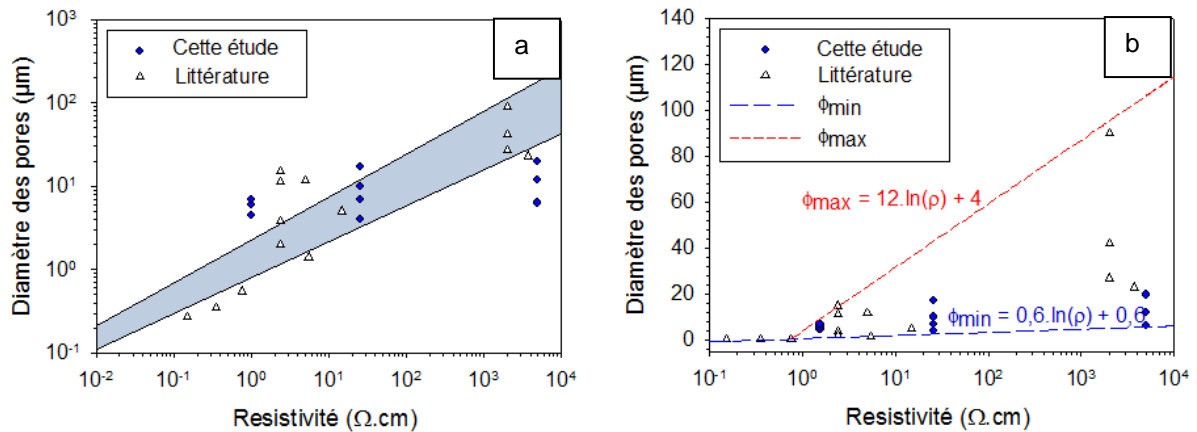 a
Cette étude
Littérature
Diamètre des pores (µm)
10³
10²
10¹
10⁰
10⁻¹
10⁻² 10⁻¹ 10⁰ 10¹ 10² 10³ 10⁴
Resistivité (Ω.cm)
b
Cette étude
Littérature
ϕmin
ϕmax
ϕmax = 12.ln(ρ) + 4
ϕmin = 0,6.ln(ρ) + 0,6
Diamètre des pores (µm)
140
120
100
80
60
40
20
0
10⁻¹ 10⁰ 10¹ 10² 10³ 10⁴
Resistivité (Ω.cm)